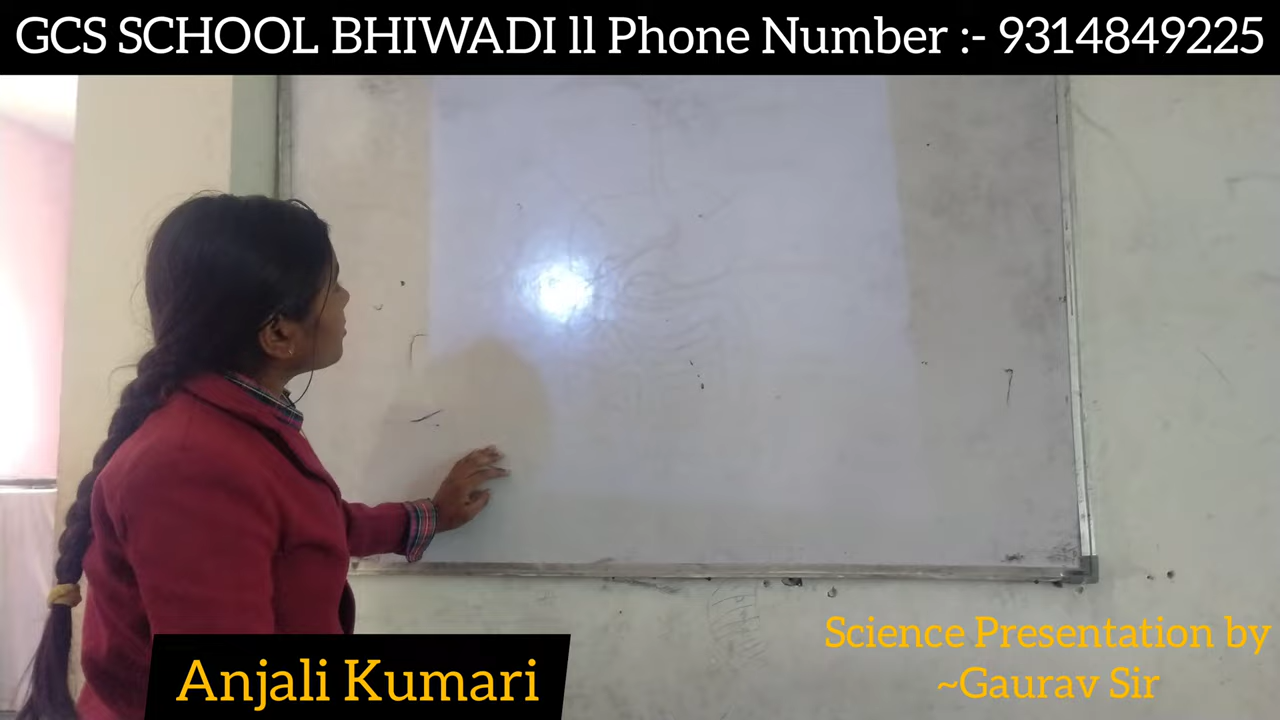 GCS SCHOOL BHIWADI ll Phone Number :- 9314849225
Anjali Kumari
Science Presentation by
~Gaurav Sir